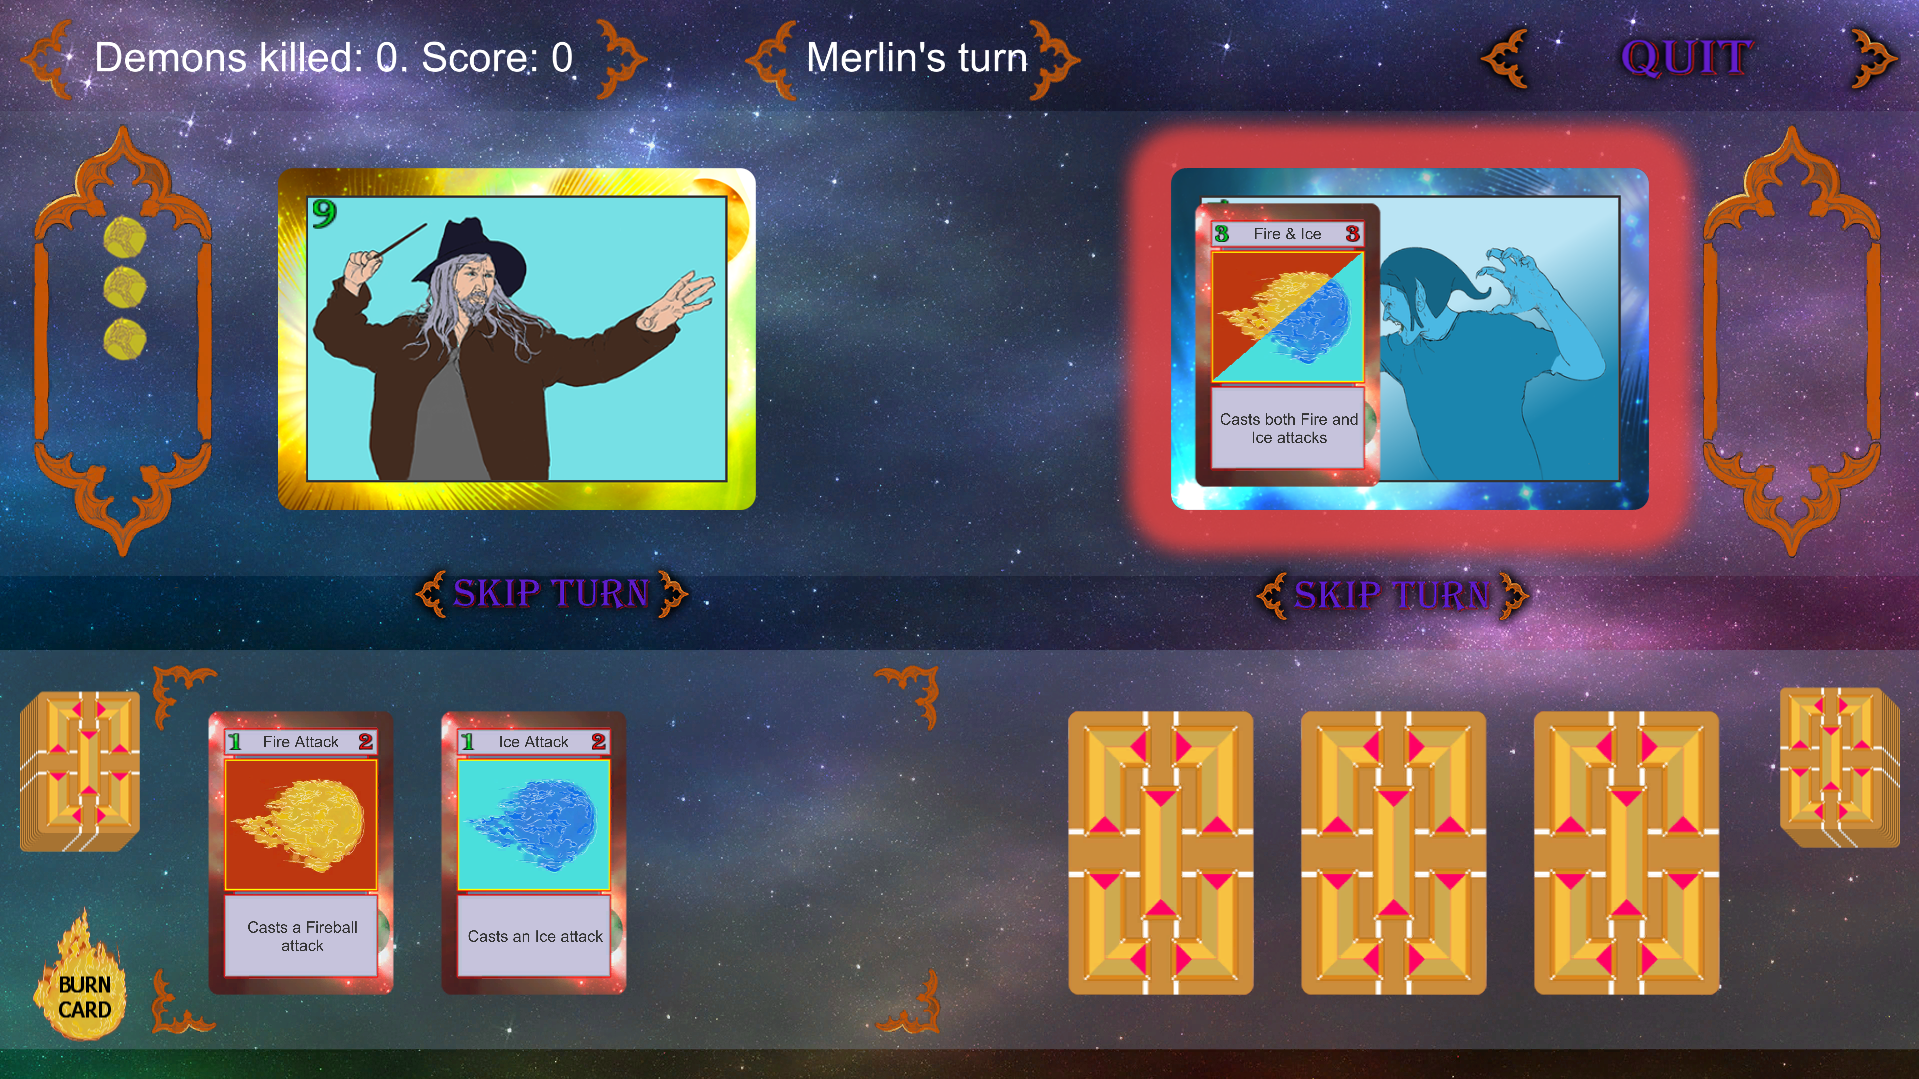 Demons killed: 0. Score: 0
Merlin's turn
QUIT
9
3 Fire & Ice 3
Casts both Fire and
Ice attacks
SKIP TURN
SKIP TURN
1 Fire Attack 2
Casts a Fireball
attack
1 Ice Attack 2
Casts an Ice attack
BURN
CARD